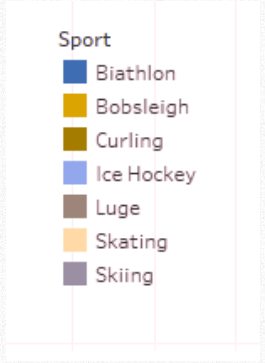 Sport
Biathlon
Bobsleigh
Curling
Ice Hockey
Luge
Skating
Skiing